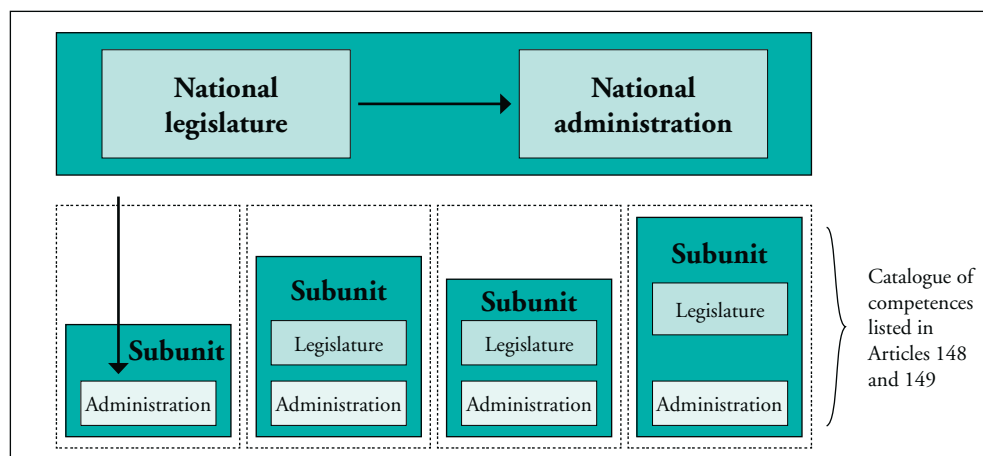 National
legislature
National
administration
Subunit
Administration
Subunit
Legislature
Administration
Subunit
Legislature
Administration
Subunit
Legislature
Administration
Catalogue of
competences
listed in
Articles 148
and 149